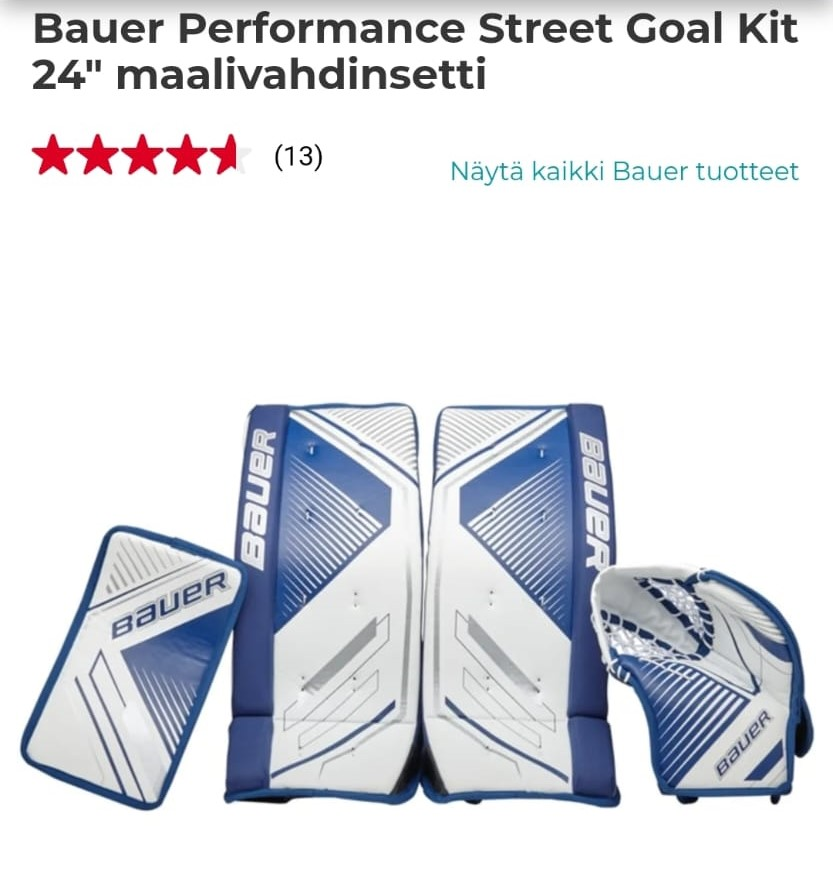 Bauer Performance Street Goal Kit
24" maalivahdinsetti
(13)
Näytä kaikki Bauer tuotteet
BAUER
BAUER
BAUER
BAUER